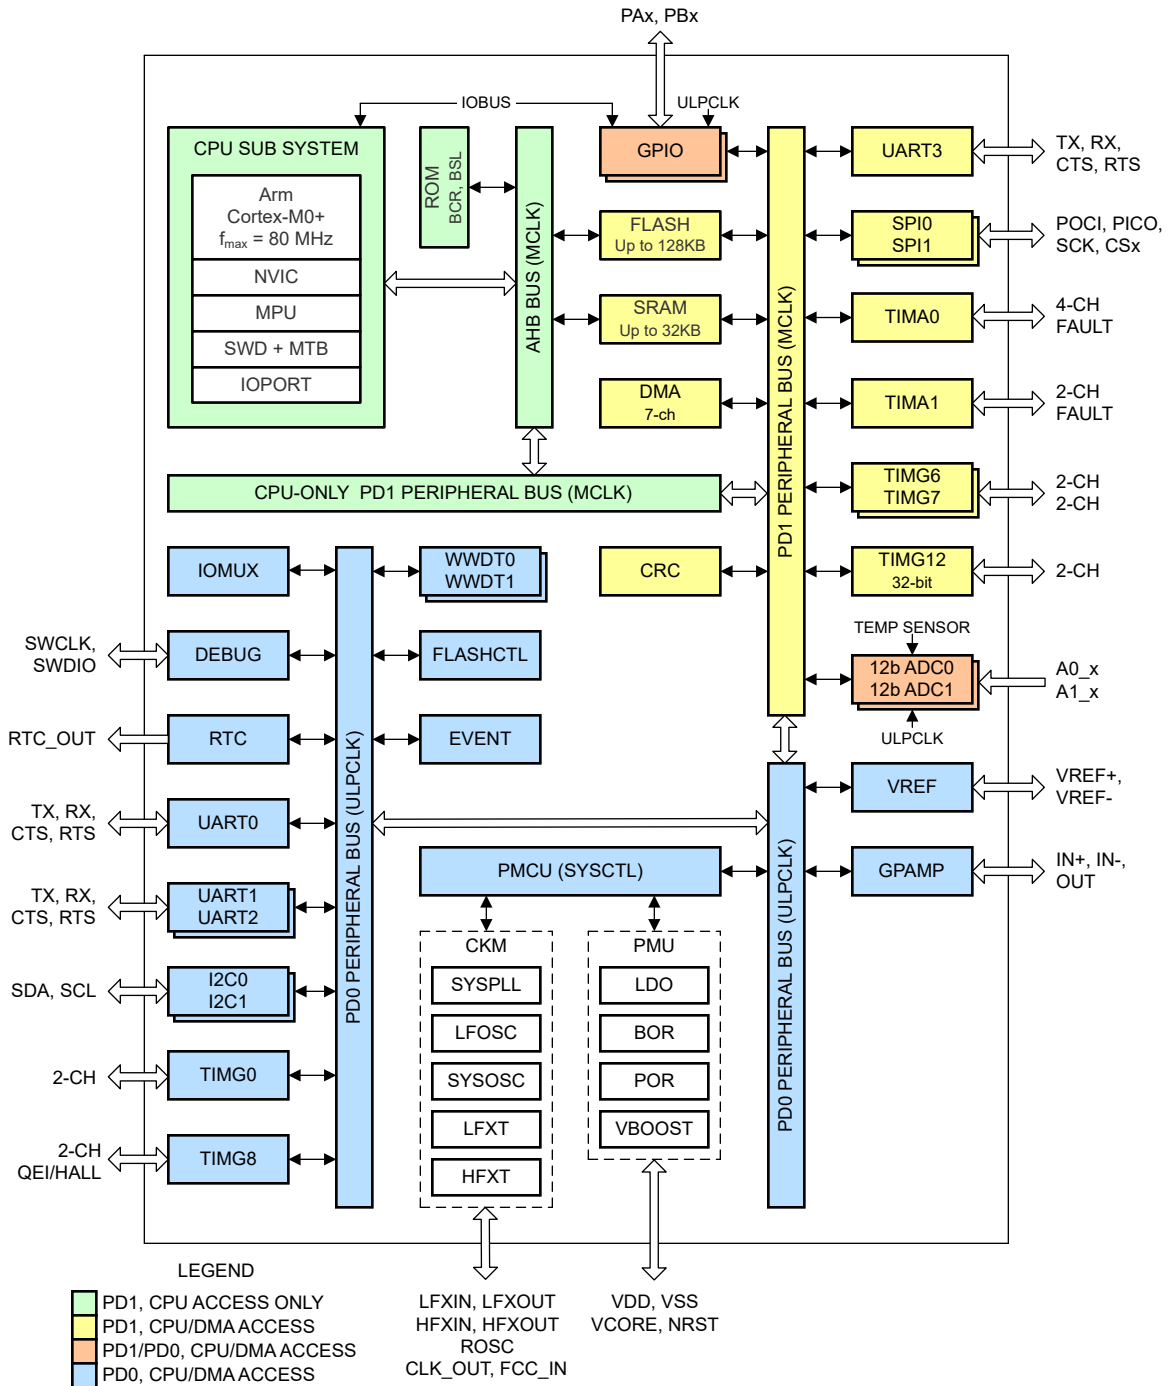 PAx, PBx
IOBUS
ULPCLK
CPU SUB SYSTEM
Arm
Cortex-M0+
fmax = 80 MHz
NVIC
MPU
SWD + MTB
IOPORT
ROM
BCR, BSL
AHB BUS (MCLK)
GPIO
FLASH
Up to 128KB
SRAM
Up to 32KB
DMA
7-ch
CPU-ONLY PD1 PERIPHERAL BUS (MCLK)
CRC
PD1 PERIPHERAL BUS (MCLK)
UART3
TX, RX,
CTS, RTS
SPI0
SPI1
POCI, PICO,
SCK, CSx
TIMA0
4-CH
FAULT
TIMA1
2-CH
FAULT
TIMG6
TIMG7
2-CH
2-CH
TIMG12
32-bit
2-CH
TEMP SENSOR
12b ADC0
12b ADC1
A0_x
A1_x
ULPCLK
IOMUX
SWCLK,
SWDIO
DEBUG
RTC_OUT
RTC
TX, RX,
CTS, RTS
UART0
TX, RX,
CTS, RTS
UART1
UART2
SDA, SCL
I2C0
I2C1
2-CH
TIMG0
2-CH
QEI/HALL
TIMG8
PD0 PERIPHERAL BUS (ULPCLK)
WWDT0
WWDT1
FLASHCTL
EVENT
PMCU (SYSCTL)
CKM
SYSPLL
LFOSC
SYSOSC
LFXT
HFXT
PMU
LDO
BOR
POR
VBOOST
PD0 PERIPHERAL BUS (ULPCLK)
VREF
VREF+,
VREF-
GPAMP
IN+, IN-,
OUT
LFXIN, LFXOUT
HFXIN, HFXOUT
ROSC
CLK_OUT, FCC_IN
VDD, VSS
VCORE, NRST
LEGEND
PD1, CPU ACCESS ONLY
PD1, CPU/DMA ACCESS
PD1/PD0, CPU/DMA ACCESS
PD0, CPU/DMA ACCESS